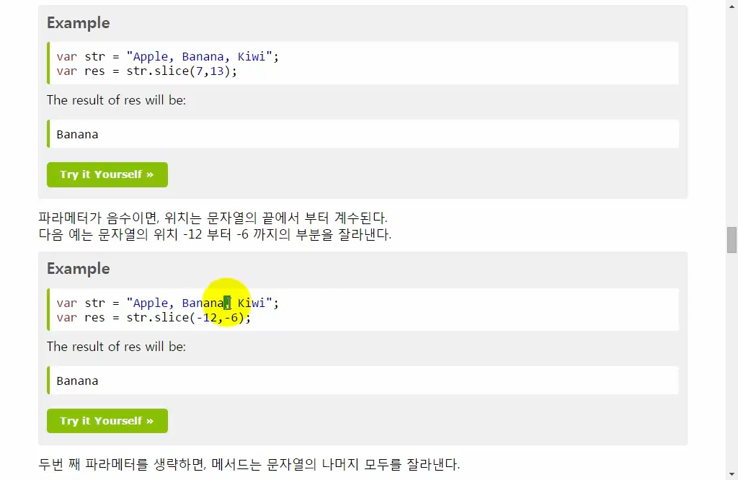 Example
var str = "Apple, Banana, Kiwi";
var res = str.slice(7,13);
The result of res will be:
Banana
Try it Yourself »
파라메터가 음수이면, 위치는 문자열의 끝에서 부터 계수된다.
다음 예는 문자열의 위치 -12 부터 -6 까지의 부분을 잘라낸다.
Example
var str = "Apple, Banana, Kiwi";
var res = str.slice(-12,-6);
The result of res will be:
Banana
Try it Yourself »
두번 째 파라메터를 생략하면, 메서드는 문자열의 나머지 모두를 잘라낸다.